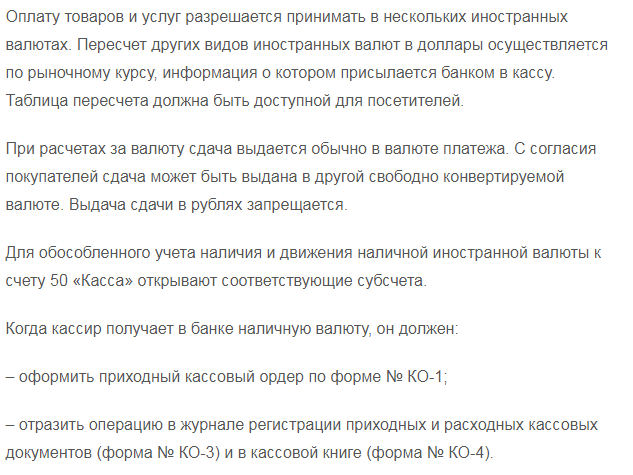 Оплату товаров и услуг разрешается принимать в нескольких иностранных
валютах. Пересчет других видов иностранных валют в доллары осуществляется
по рыночному курсу, информация о котором присылается банком в кассу.
Таблица пересчета должна быть доступной для посетителей.
При расчетах за валюту сдача выдается обычно в валюте платежа. С согласия
покупателей сдача может быть выдана в другой свободно конвертируемой
валюте. Выдача сдачи в рублях запрещается.
Для обособленного учета наличия и движения наличной иностранной валюты к
счету 50 «Касса» открывают соответствующие субсчета.
Когда кассир получает в банке наличную валюту, он должен:
– оформить приходный кассовый ордер по форме № КО-1;
– отразить операцию в журнале регистрации приходных и расходных кассовых
документов (форма № КО-3) и в кассовой книге (форма № КО-4).